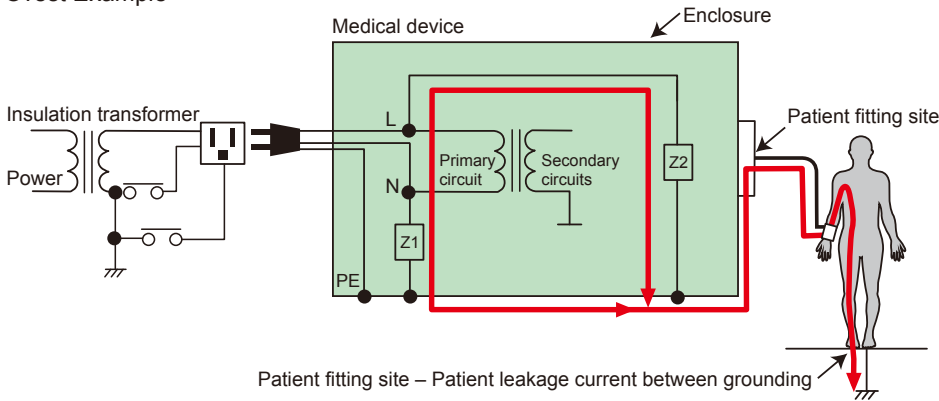 Medical device
Enclosure
Insulation transformer
Power
L
N
PE
Primary
circuit
Secondary
circuits
Z1
Z2
Patient fitting site
Patient fitting site – Patient leakage current between grounding